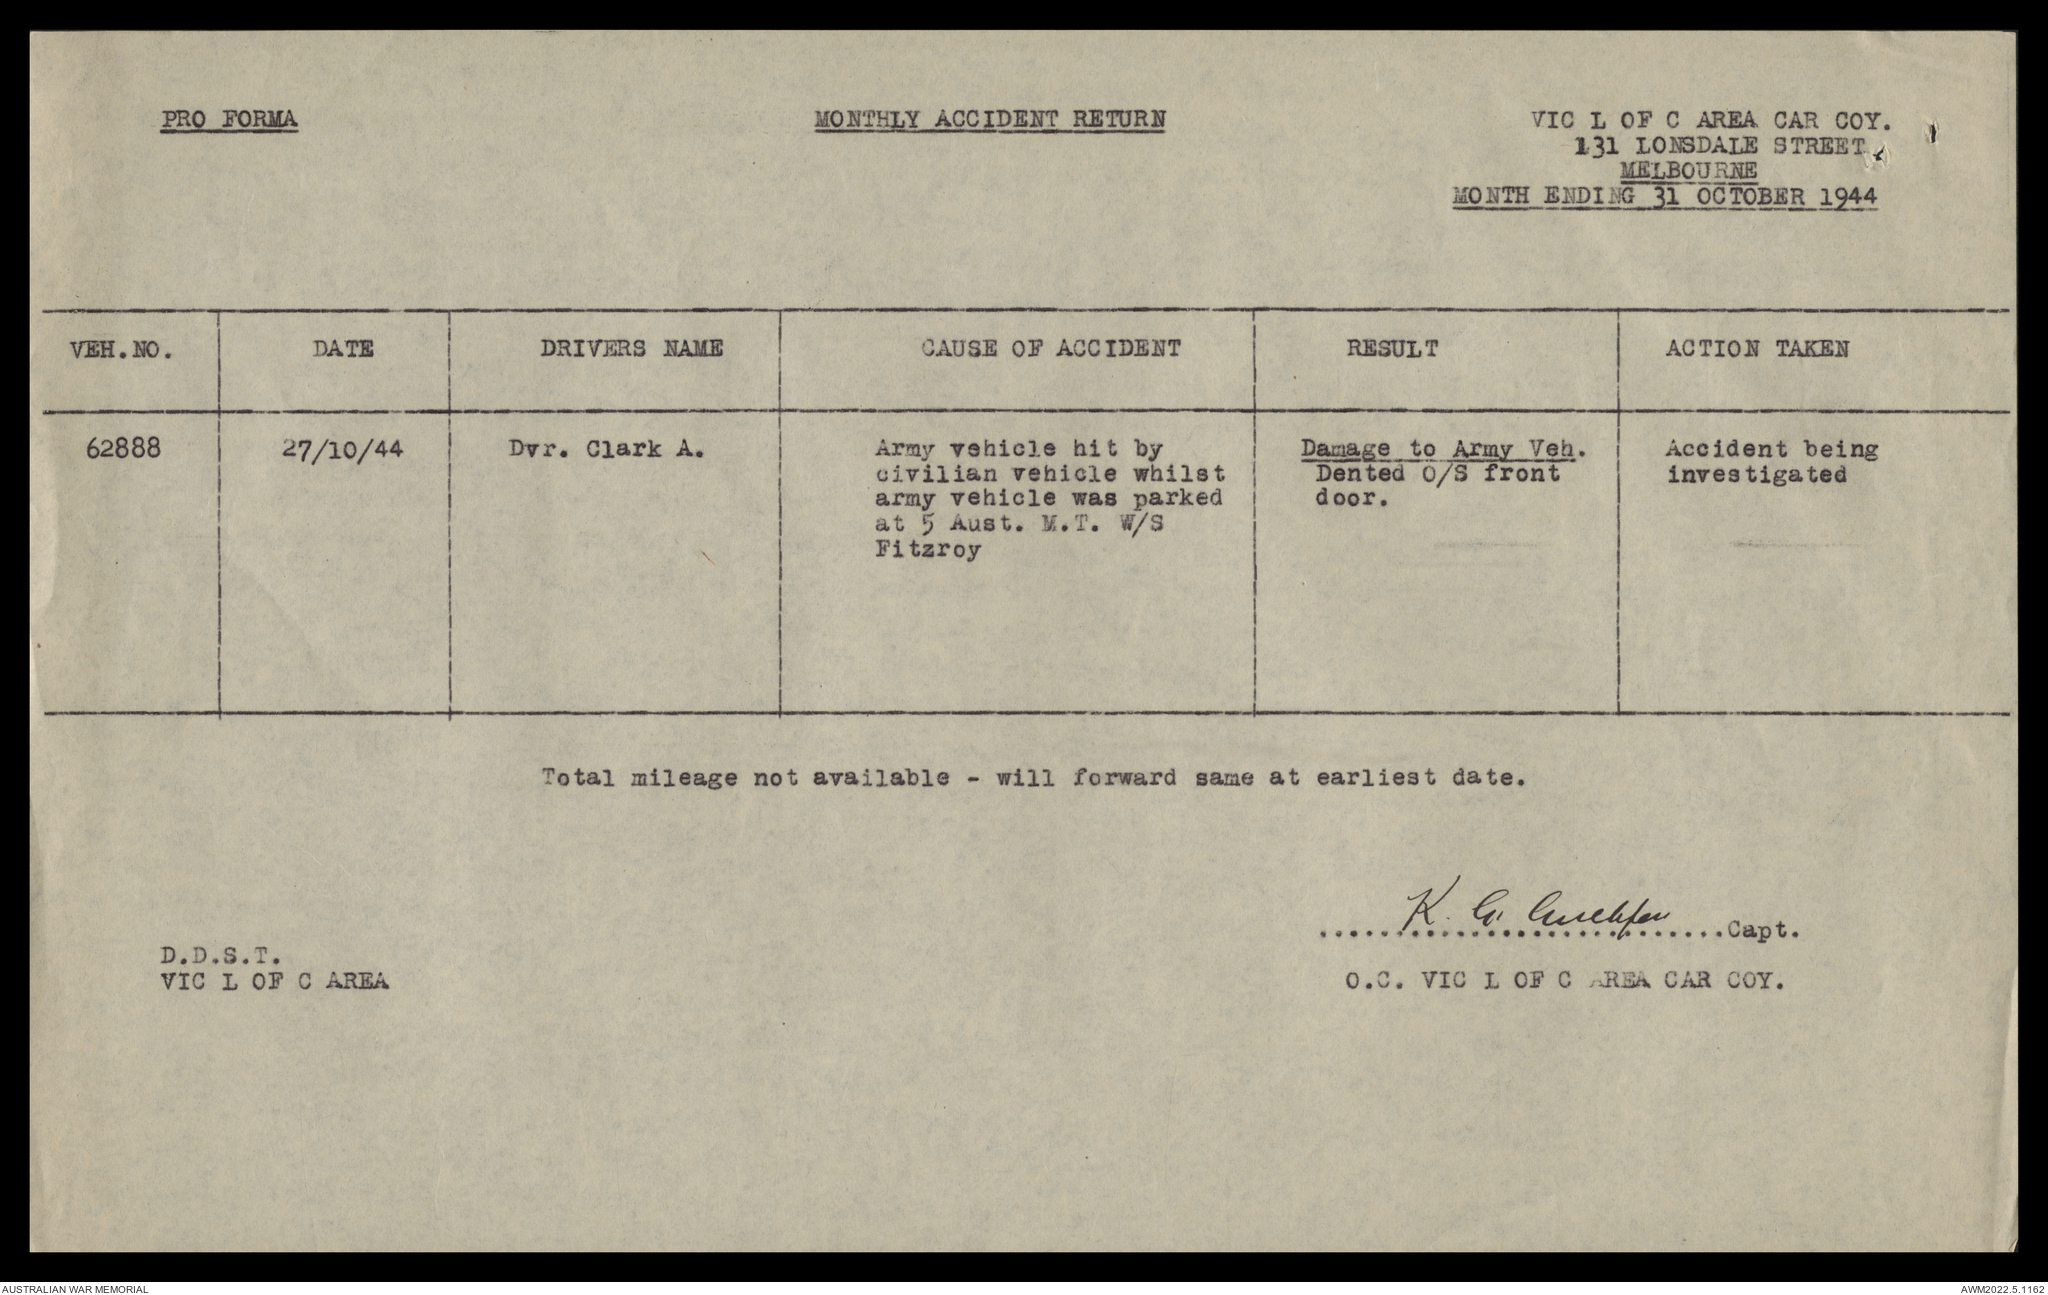 PRO FORMA
MONTHLY ACCIDENT RETURN
VIC L OF C AREA CAR COY.
131 LONSDALE STREET
MELBOURNE
MONTH ENDING 31 OCTOBER 1944
VEH.NO. DATE DRIVERS NAME CAUSE OF ACCIDENT RESULT ACTION TAKEN
62888 27/10/44 Dvr. Clark A.
Army vehicle hit by
civilian vehicle whilst
army vehicle was parked
at 5 Aust. M.T. W/S
Fitzroy
Damage to Army Veh.
Dented O/S front
door.
Accident being
investigated
Total mileage not available - will forward same at earliest date.
K. G. ............................Capt.
O.C. VIC L OF C AREA CAR COY.
D.D.S.T.
VIC L OF C AREA
AUSTRALIAN WAR MEMORIAL
AWM2022.5.1162